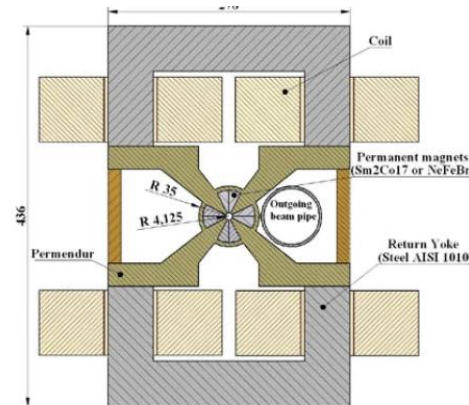 Coil
Permanent magnets
(Sm2Co17 or NeFeBr
R 35
Outgoing
beam pipe
R 4,125
436
Permendur
Return Yoke
(Steel AISI 1010